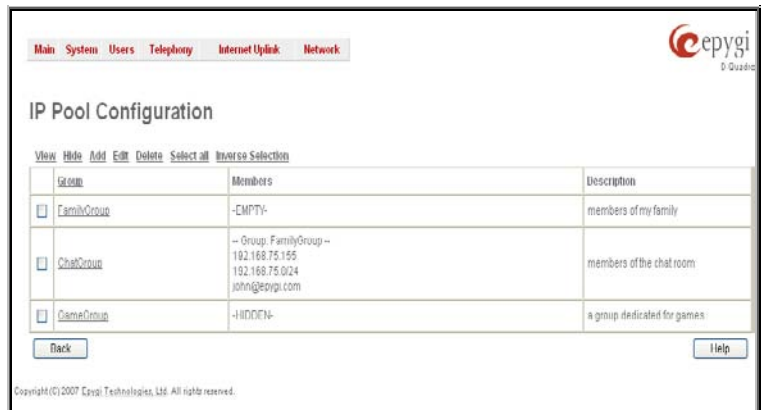 Main System Users Telephony Internet Uplink Network
epygi
D Quadro
IP Pool Configuration
View Hide Add Edit Delete Select all Inverse Selection
Group Members Description
FamilyGroup -EMPTY- members of my family
-- Group: FamilyGroup --
192.168.75.155
ChatGroup members of the chat room
192.168.75.0/24
john@epygi.com
GameGroup -HIDDEN- a group dedicated for games
Back Help
Copyright (C) 2007 Epygi Technologies, Ltd. All rights reserved.